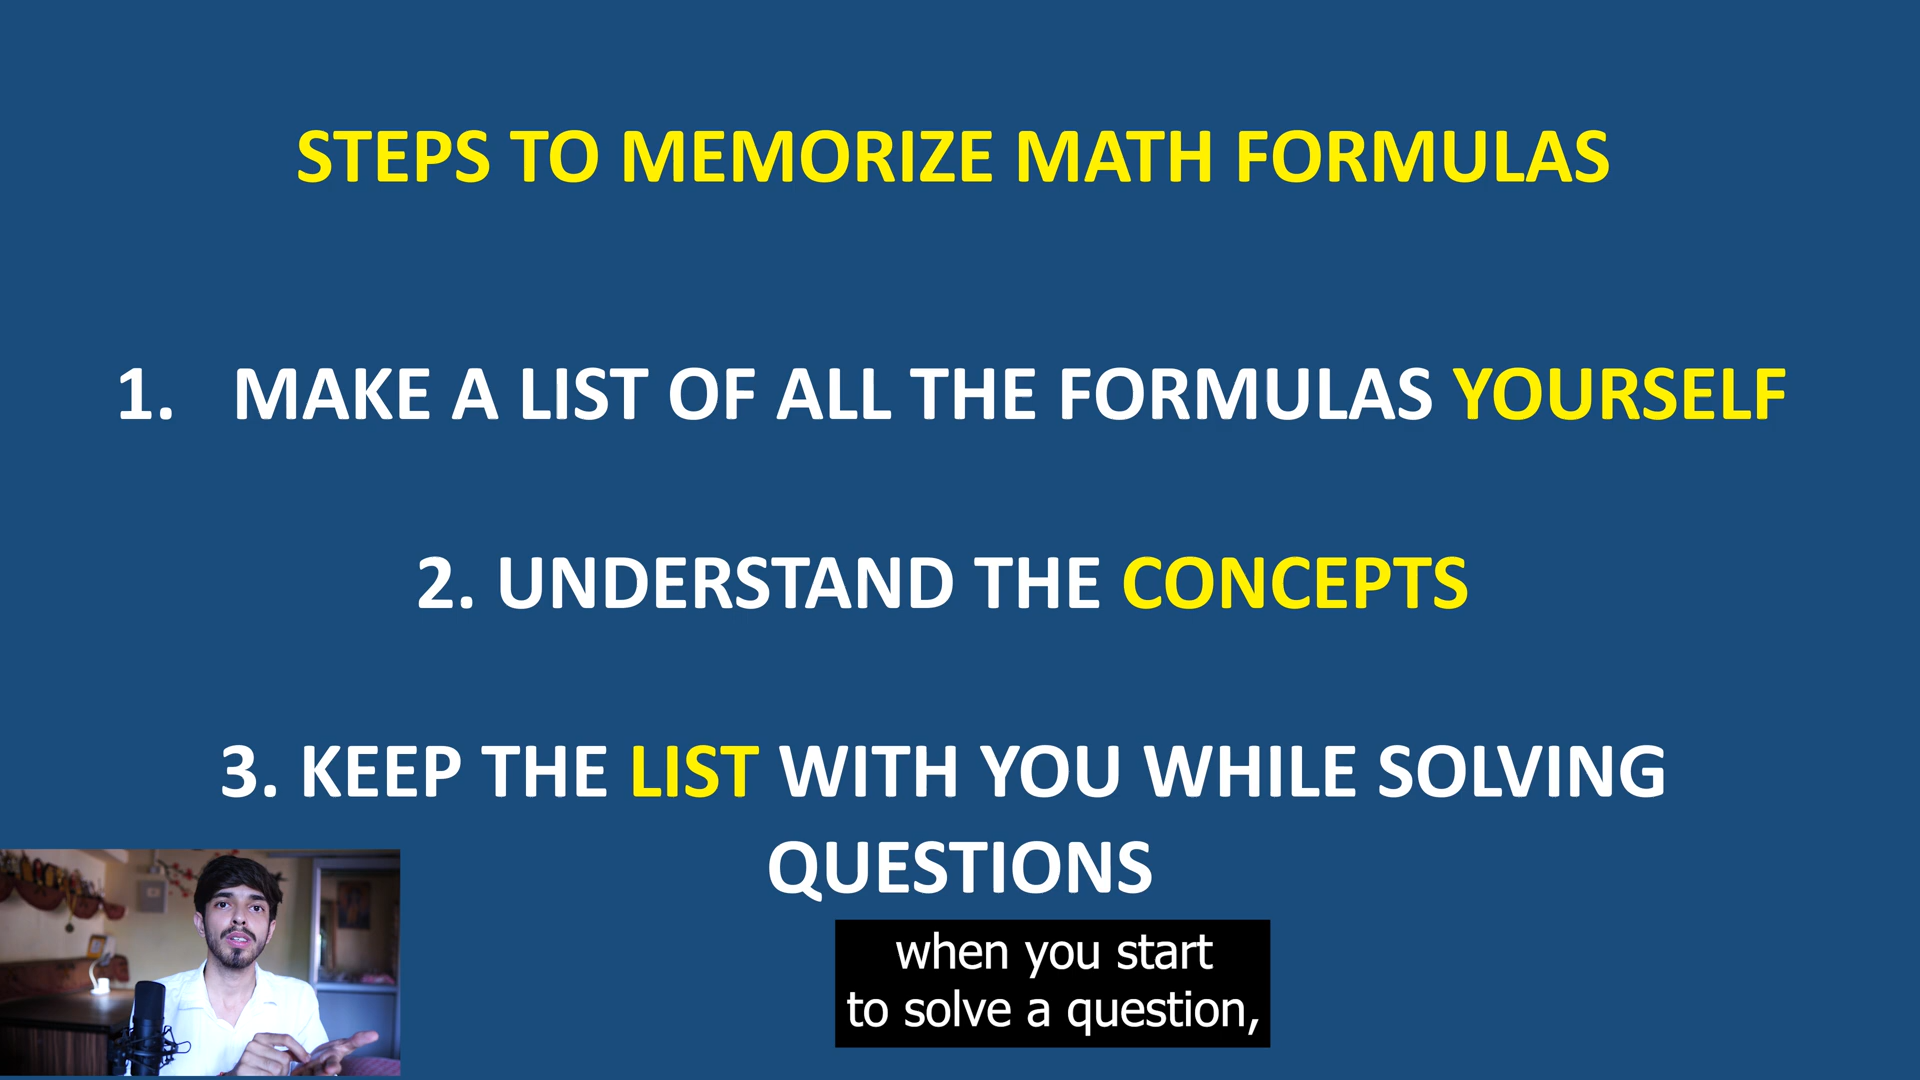 STEPS TO MEMORIZE MATH FORMULAS
1. MAKE A LIST OF ALL THE FORMULAS YOURSELF
2. UNDERSTAND THE CONCEPTS
3. KEEP THE LIST WITH YOU WHILE SOLVING
QUESTIONS
when you start
to solve a question,